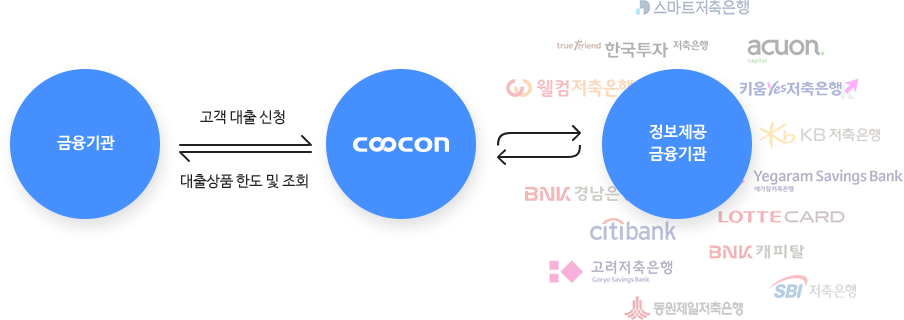 스마트저축은행
true Friend 한국투자 저축은행
acuon.
capital
웰컴저축은행
키움Yes저축은행
금융기관
고객 대출 신청
대출상품 한도 및 조회
coocon
정보제공
금융기관
KB 저축은행
Yegaram Savings Bank
예가람저축은행
BNK 경남은
LOTTE CARD
citibank
BNK 캐피탈
고려저축은행
Goryo Savings Bank
SBI 저축은행
동원제일저축은행